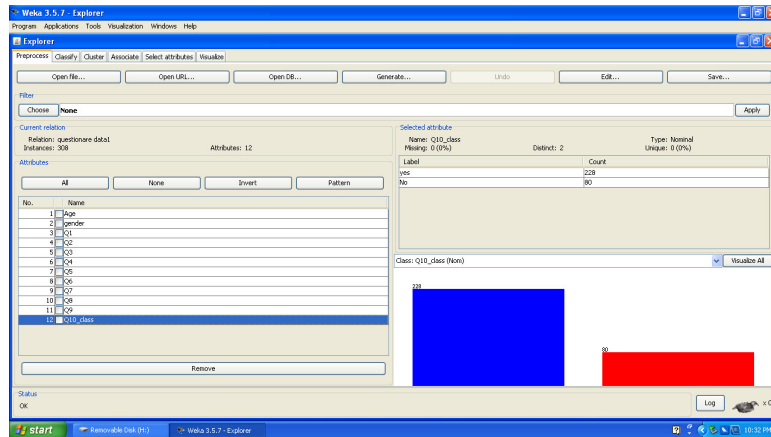 Weka 3.5.7 - Explorer
Program Applications Tools Visualization Windows Help
Explorer
Preprocess Classify Cluster Associate Select attributes Visualize
Open file... Open URL... Open DB... Generate... Undo Edit... Save...
Filter
Choose None Apply
Current relation
Relation: questionare data1
Instances: 308 Attributes: 12
Attributes
All None Invert Pattern
No. Name
1 Age
2 gender
3 Q1
4 Q2
5 Q3
6 Q4
7 Q5
8 Q6
9 Q7
10 Q8
11 Q9
12 Q10_class
Remove
Selected attribute
Name: Q10_class Type: Nominal
Missing: 0 (0%) Distinct: 2 Unique: 0 (0%)
Label Count
yes 228
No 80
Class: Q10_class (Nom) Visualize All
228
80
Status
OK
Log x 0
start Removable Disk (H:) Weka 3.5.7 - Explorer 10:32 PM